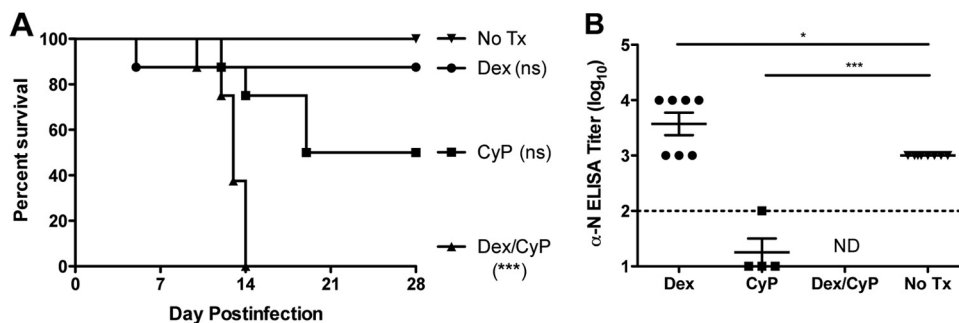 A
Percent survival
100
80
60
40
20
0
0 7 14 21 28
Day Postinfection
No Tx
Dex (ns)
CyP (ns)
Dex/CyP
(***)
B
α-N ELISA Titer (log10)
5
4
3
2
1
*
***
ND
Dex CyP Dex/CyP No Tx